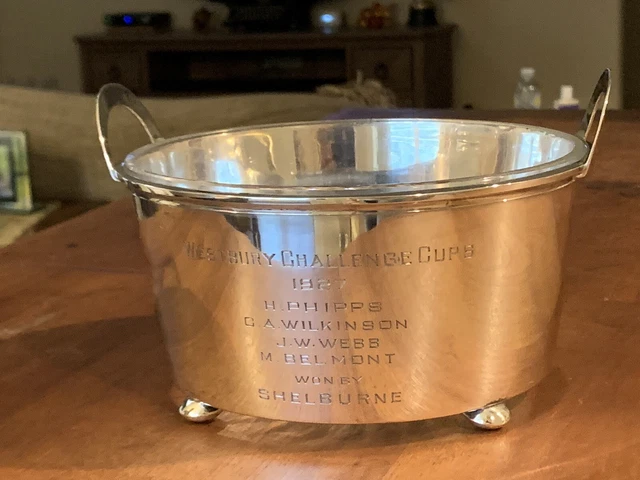 WESTBURY CHALLENGE CUPS
1927
H. PHIPPS
C.A. WILKINSON
J.W. WEBB
M. BELMONT
WON BY
SHELBURNE